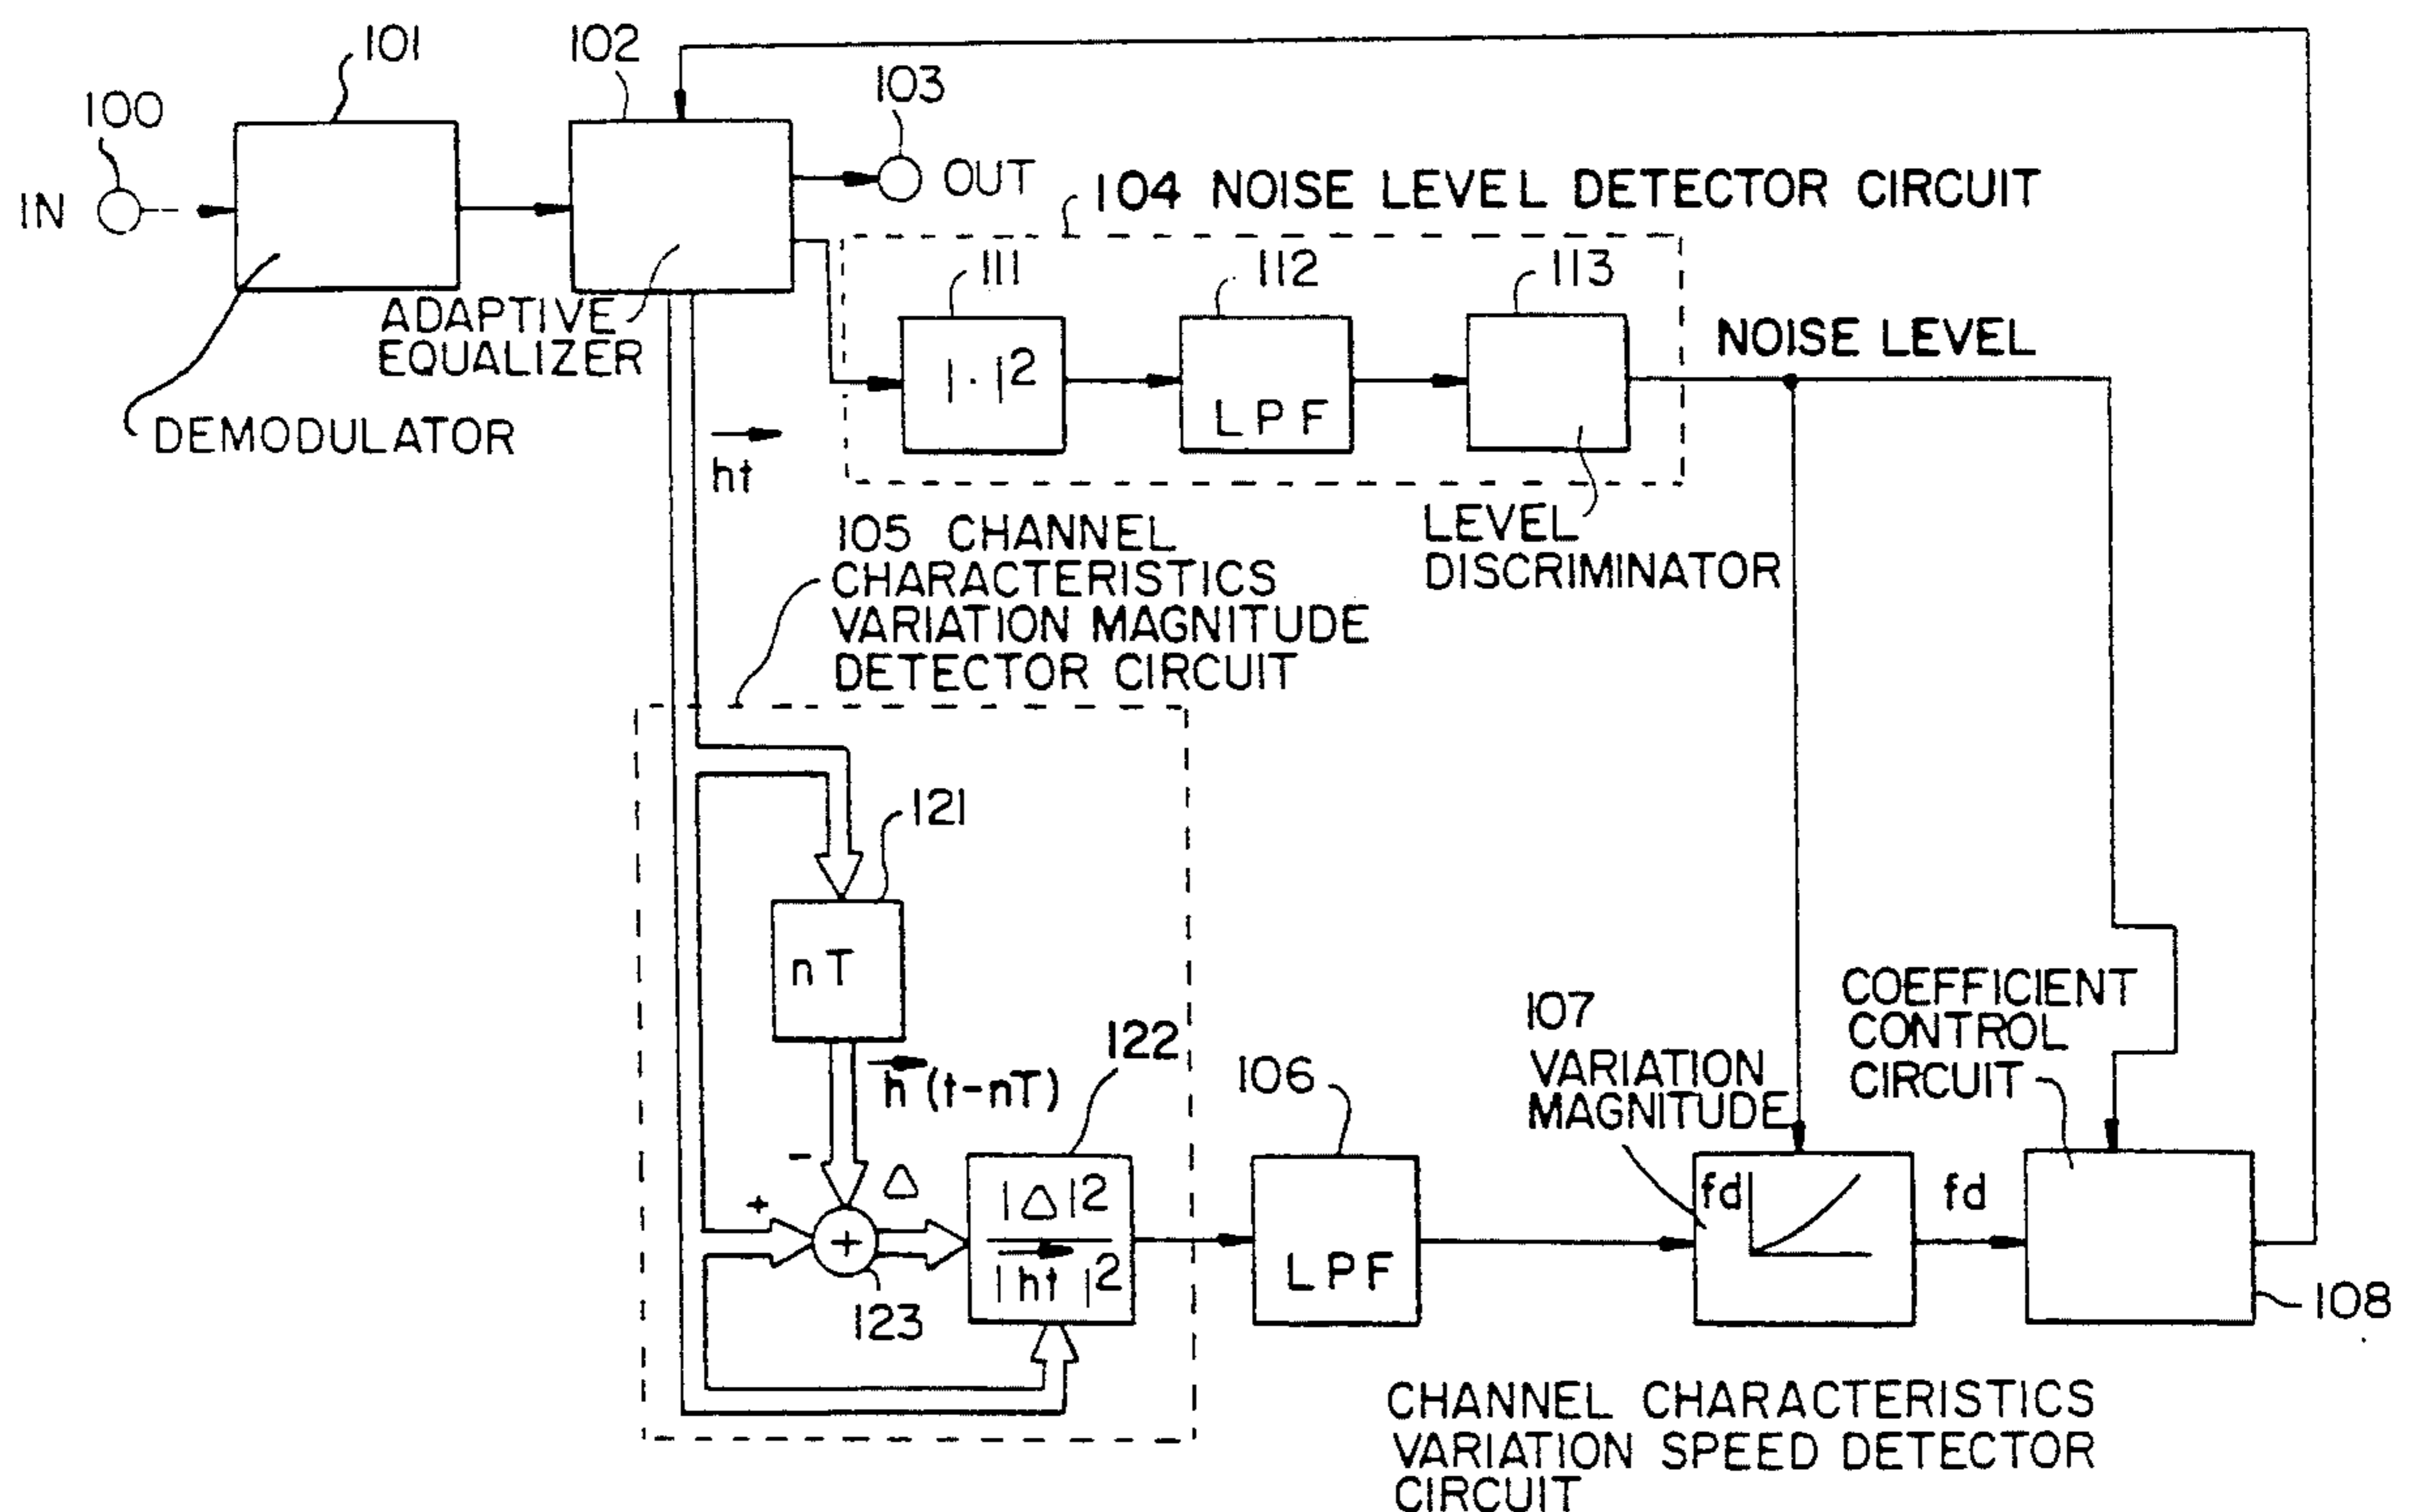 101
102
103
100
IN
OUT
104 NOISE LEVEL DETECTOR CIRCUIT
111
112
113
|·|2
LPF
NOISE LEVEL
ADAPTIVE
EQUALIZER
DEMODULATOR
ht
LEVEL
DISCRIMINATOR
105 CHANNEL
CHARACTERISTICS
VARIATION MAGNITUDE
DETECTOR CIRCUIT
121
nT
h (t-nT)
122
106
107
VARIATION
MAGNITUDE
COEFFICIENT
CONTROL
CIRCUIT
-
+
Δ
+
|Δ|2
|ht|2
LPF
fd
fd
123
108
CHANNEL CHARACTERISTICS
VARIATION SPEED DETECTOR
CIRCUIT